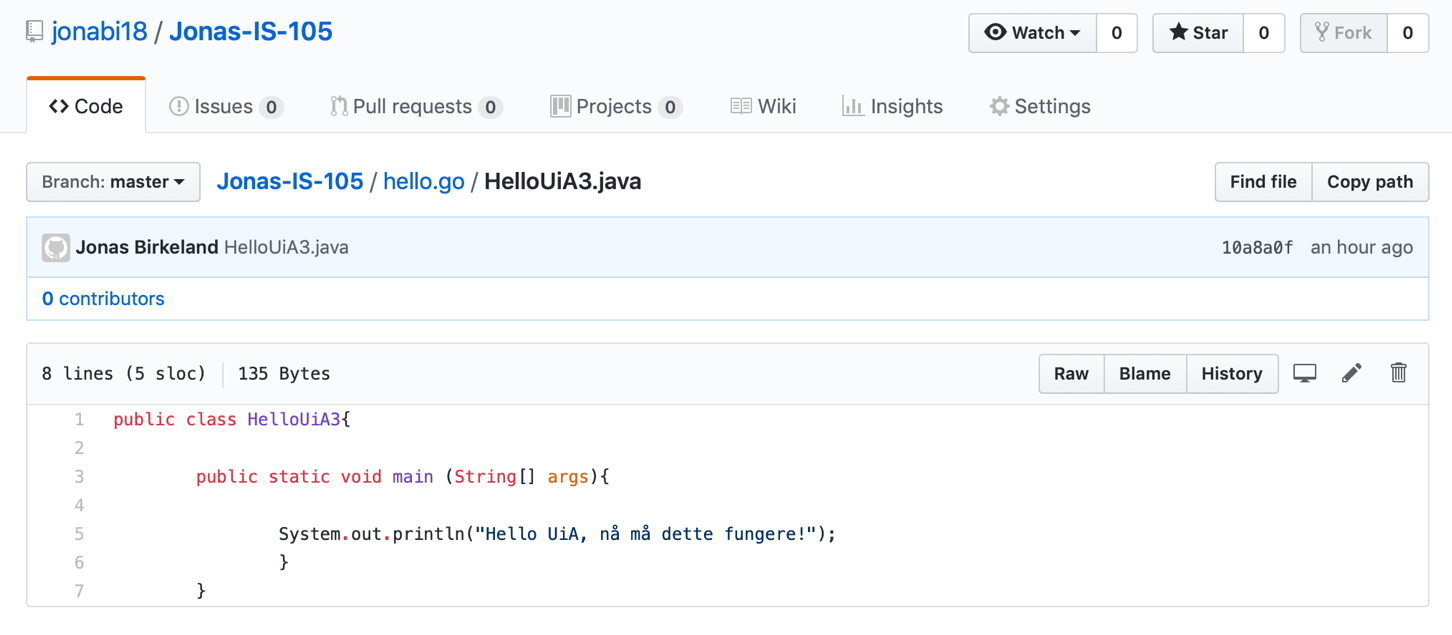 jonabi18 / Jonas-IS-105 Watch 0 Star 0 Fork 0
Code Issues 0 Pull requests 0 Projects 0 Wiki Insights Settings
Branch: master Jonas-IS-105 / hello.go / HelloUiA3.java Find file Copy path
Jonas Birkeland HelloUiA3.java 10a8a0f an hour ago
0 contributors
8 lines (5 sloc) 135 Bytes Raw Blame History
1 public class HelloUiA3{
2
3 public static void main (String[] args){
4
5 System.out.println("Hello UiA, nå må dette fungere!");
6 }
7 }